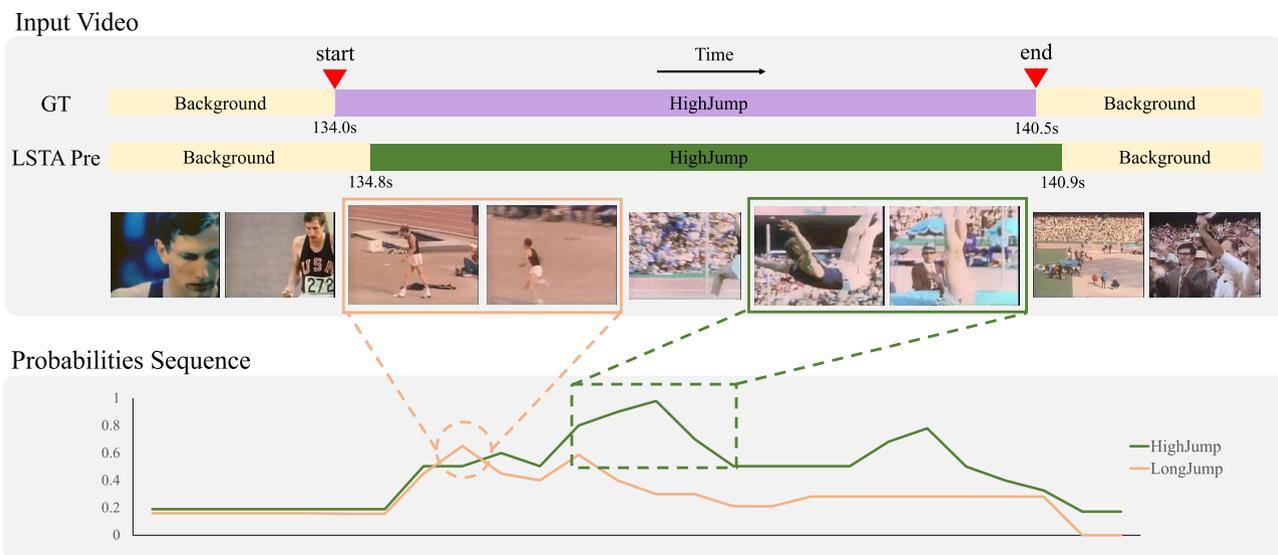 Input Video
start
Time
end
GT
Background
HighJump
Background
134.0s
140.5s
LSTA Pre
Background
HighJump
Background
134.8s
140.9s
USA
272
Probabilities Sequence
1
0.8
0.6
0.4
0.2
0
HighJump
LongJump